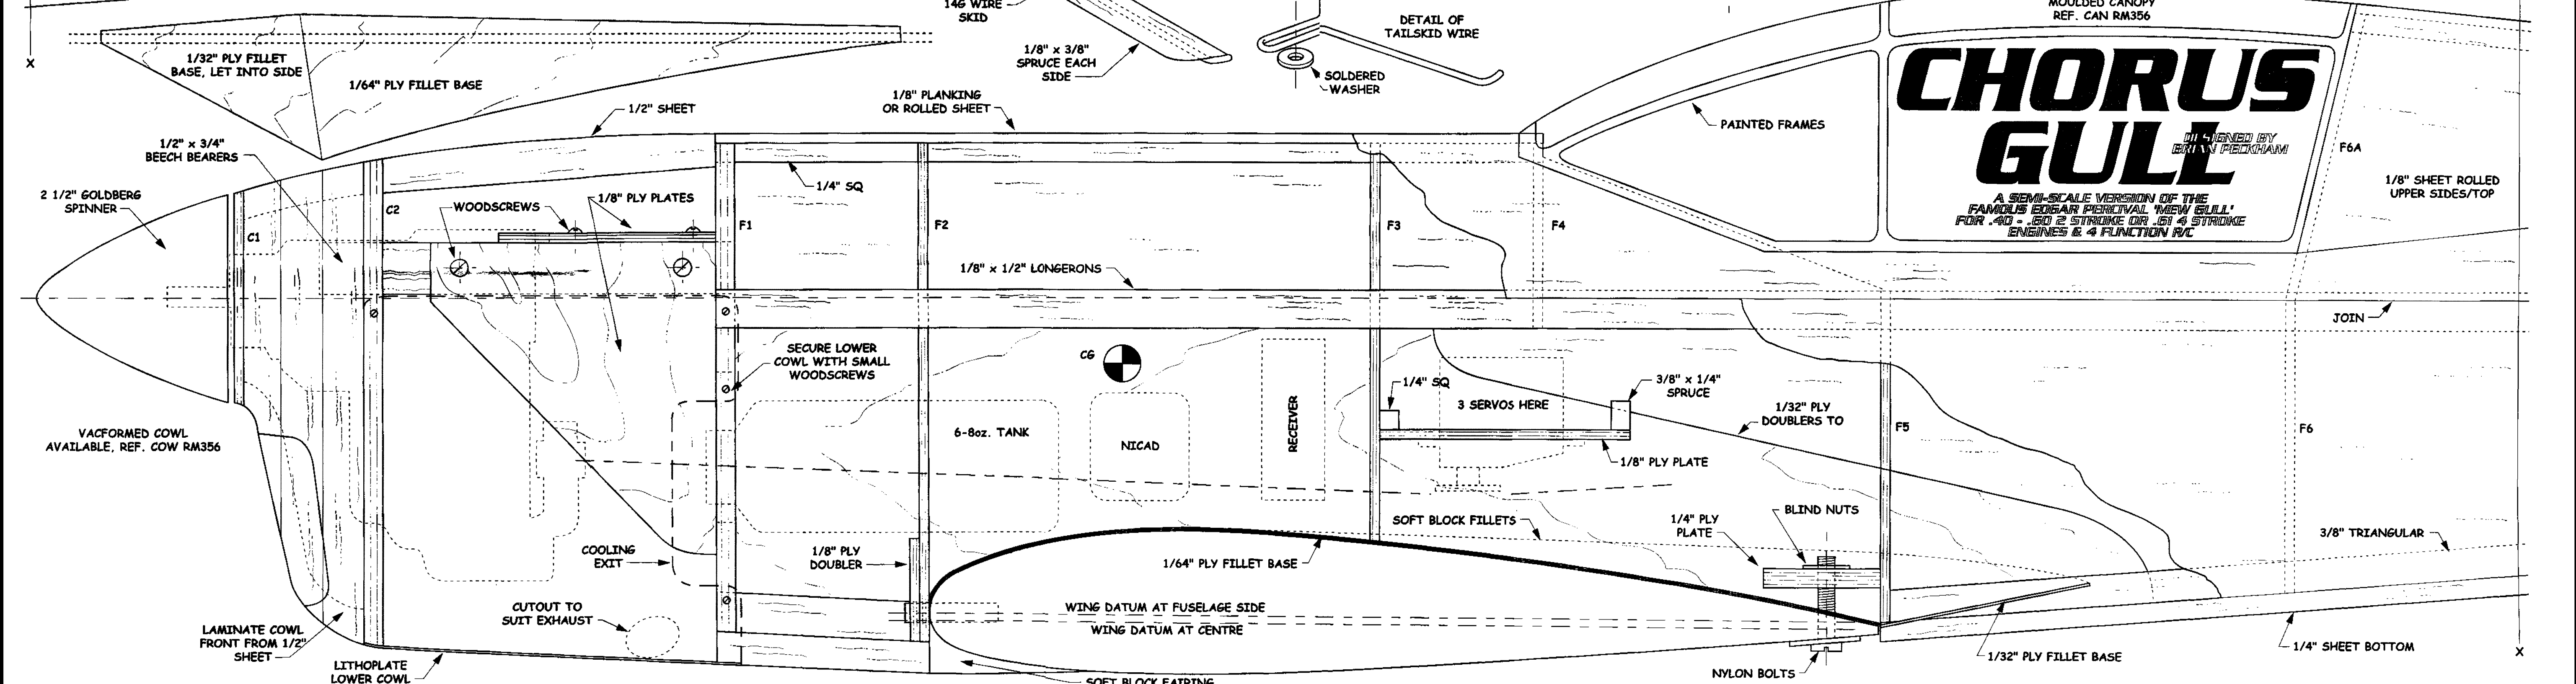 14G WIRE
SKID
1/8" x 3/8"
SPRUCE EACH
SIDE
DETAIL OF
TAILSKID WIRE
SOLDERED
WASHER
MOULDED CANOPY
REF. CAN RM356
X
1/32" PLY FILLET
BASE, LET INTO SIDE
1/64" PLY FILLET BASE
1/2" SHEET
1/8" PLANKING
OR ROLLED SHEET
PAINTED FRAMES
CHORUS
GULL
DESIGNED BY
BRIAN PECKHAM
A SEMI-SCALE VERSION OF THE
FAMOUS EDGAR PERCIVAL 'MEW GULL'
FOR .40 - .60 2 STROKE OR .61 4 STROKE
ENGINES & 4 FUNCTION R/C
F6A
1/8" SHEET ROLLED
UPPER SIDES/TOP
1/2" x 3/4"
BEECH BEARERS
2 1/2" GOLDBERG
SPINNER
C1
C2
WOODSCREWS
1/8" PLY PLATES
1/4" SQ
F1
F2
F3
F4
1/8" x 1/2" LONGERONS
JOIN
SECURE LOWER
COWL WITH SMALL
WOODSCREWS
CG
RECEIVER
1/4" SQ
3 SERVOS HERE
3/8" x 1/4"
SPRUCE
1/32" PLY
DOUBLERS TO
F5
F6
VACFORMED COWL
AVAILABLE, REF. COW RM356
6-8oz. TANK
NICAD
1/8" PLY PLATE
SOFT BLOCK FILLETS
1/4" PLY
PLATE
BLIND NUTS
3/8" TRIANGULAR
COOLING
EXIT
1/8" PLY
DOUBLER
1/64" PLY FILLET BASE
CUTOUT TO
SUIT EXHAUST
WING DATUM AT FUSELAGE SIDE
WING DATUM AT CENTRE
LAMINATE COWL
FRONT FROM 1/2"
SHEET
LITHOPLATE
LOWER COWL
SOFT BLOCK FAIRING
NYLON BOLTS
1/32" PLY FILLET BASE
1/4" SHEET BOTTOM
X